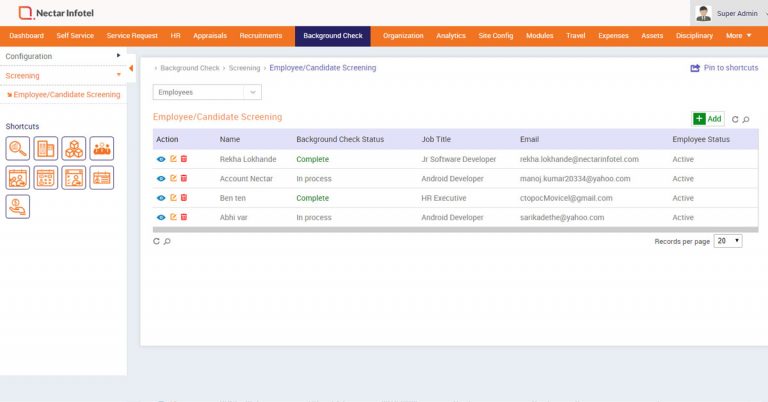 Nectar Infotel
Super Admin
Dashboard Self Service Service Request HR Appraisals Recruitments Background Check Organization Analytics Site Config Modules Travel Expenses Assets Disciplinary More
Configuration
Screening
Employee/Candidate Screening
Shortcuts
› Background Check › Screening › Employee/Candidate Screening
Pin to shortcuts
Employees
Employee/Candidate Screening
+ Add
Action Name Background Check Status Job Title Email Employee Status
Rekha Lokhande Complete Jr Software Developer rekha.lokhande@nectarinfotel.com Active
Account Nectar In process Android Developer manoj.kumar20334@yahoo.com Active
Ben ten Complete HR Executive ctopocMovicel@gmail.com Active
Abhi var In process Android Developer sarikadethe@yahoo.com Active
Records per page 20